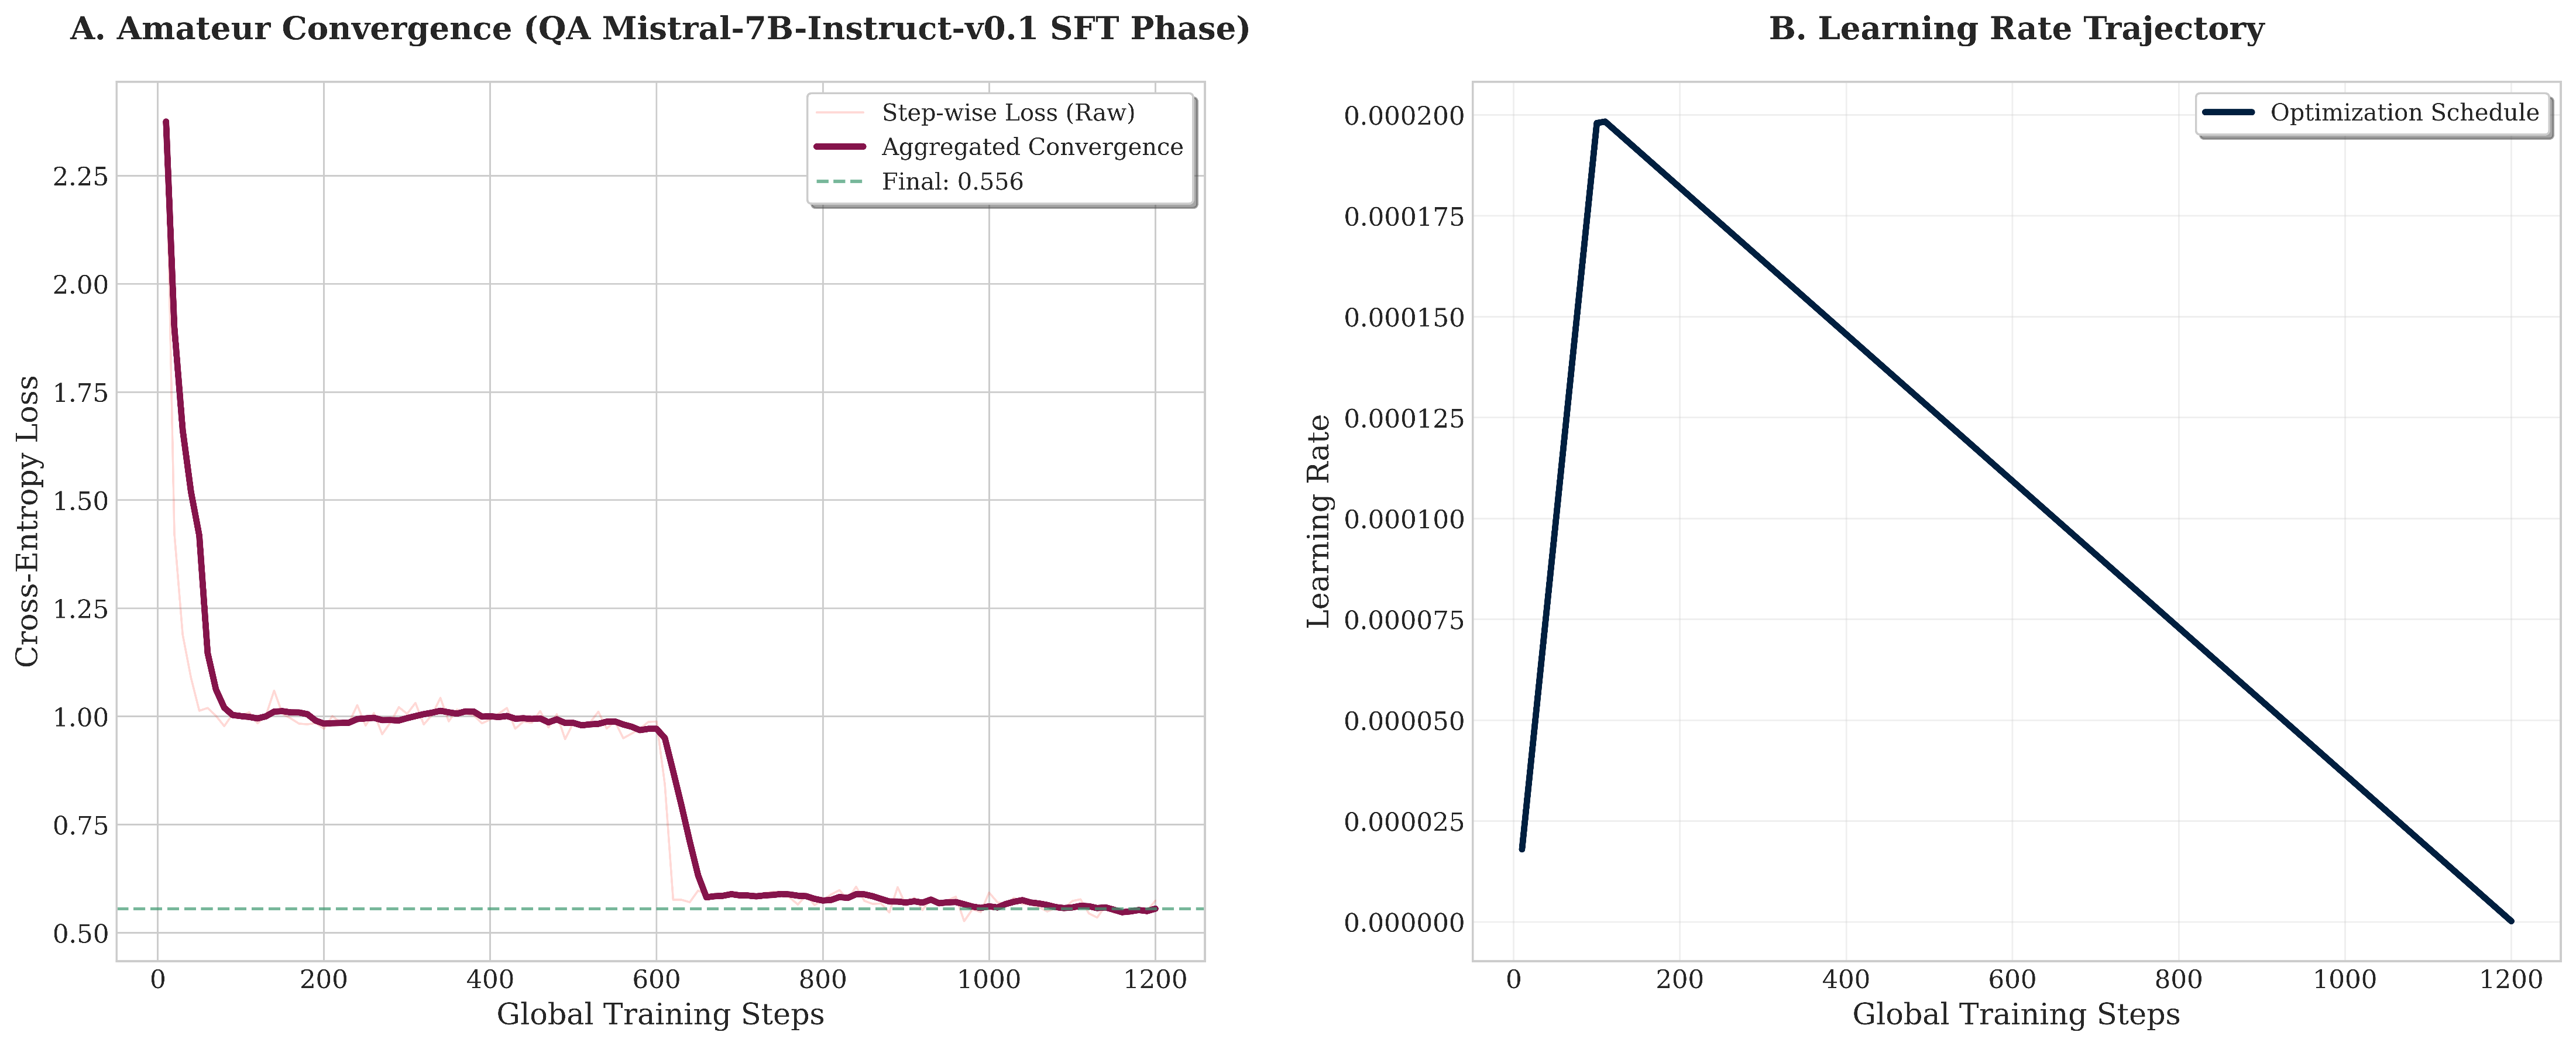 A. Amateur Convergence (QA Mistral-7B-Instruct-v0.1 SFT Phase)
Step-wise Loss (Raw)
Aggregated Convergence
Final: 0.556
Cross-Entropy Loss
2.25
2.00
1.75
1.50
1.25
1.00
0.75
0.50
0 200 400 600 800 1000 1200
Global Training Steps
B. Learning Rate Trajectory
Optimization Schedule
Learning Rate
0.000200
0.000175
0.000150
0.000125
0.000100
0.000075
0.000050
0.000025
0.000000
0 200 400 600 800 1000 1200
Global Training Steps